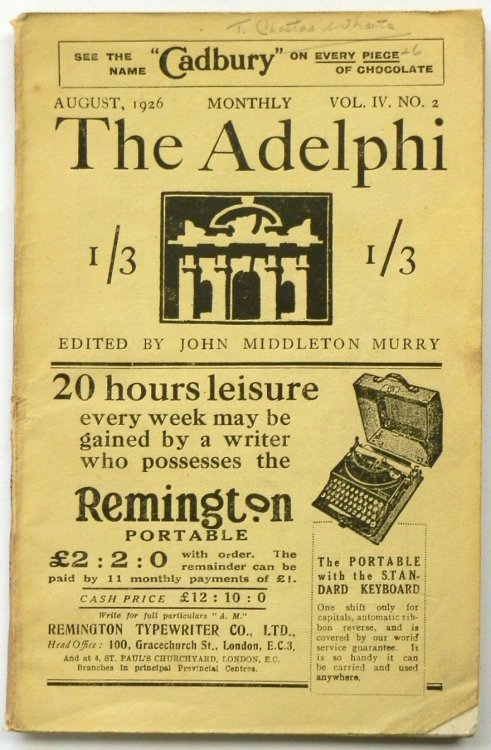 T. Charles White
SEE THE NAME "Cadbury" ON EVERY PIECE OF CHOCOLATE
AUGUST, 1926 MONTHLY VOL. IV. NO. 2
The Adelphi
1/3 1/3
EDITED BY JOHN MIDDLETON MURRY
20 hours leisure
every week may be
gained by a writer
who possesses the
Remington
PORTABLE
£2 : 2 : 0 with order. The
remainder can be
paid by 11 monthly payments of £1.
CASH PRICE £12 : 10 : 0
Write for full particulars "A. M."
REMINGTON TYPEWRITER CO., LTD.,
Head Office: 100, Gracechurch St., London, E.C.3.
And at 4, ST. PAUL'S CHURCHYARD, LONDON, E.C.
Branches in principal Provincial Centres.
The PORTABLE
with the STAN-
DARD KEYBOARD
One shift only for
capitals, automatic rib-
bon reverse, and is
covered by our world
service guarantee. It
is so handy it can
be carried and used
anywhere.